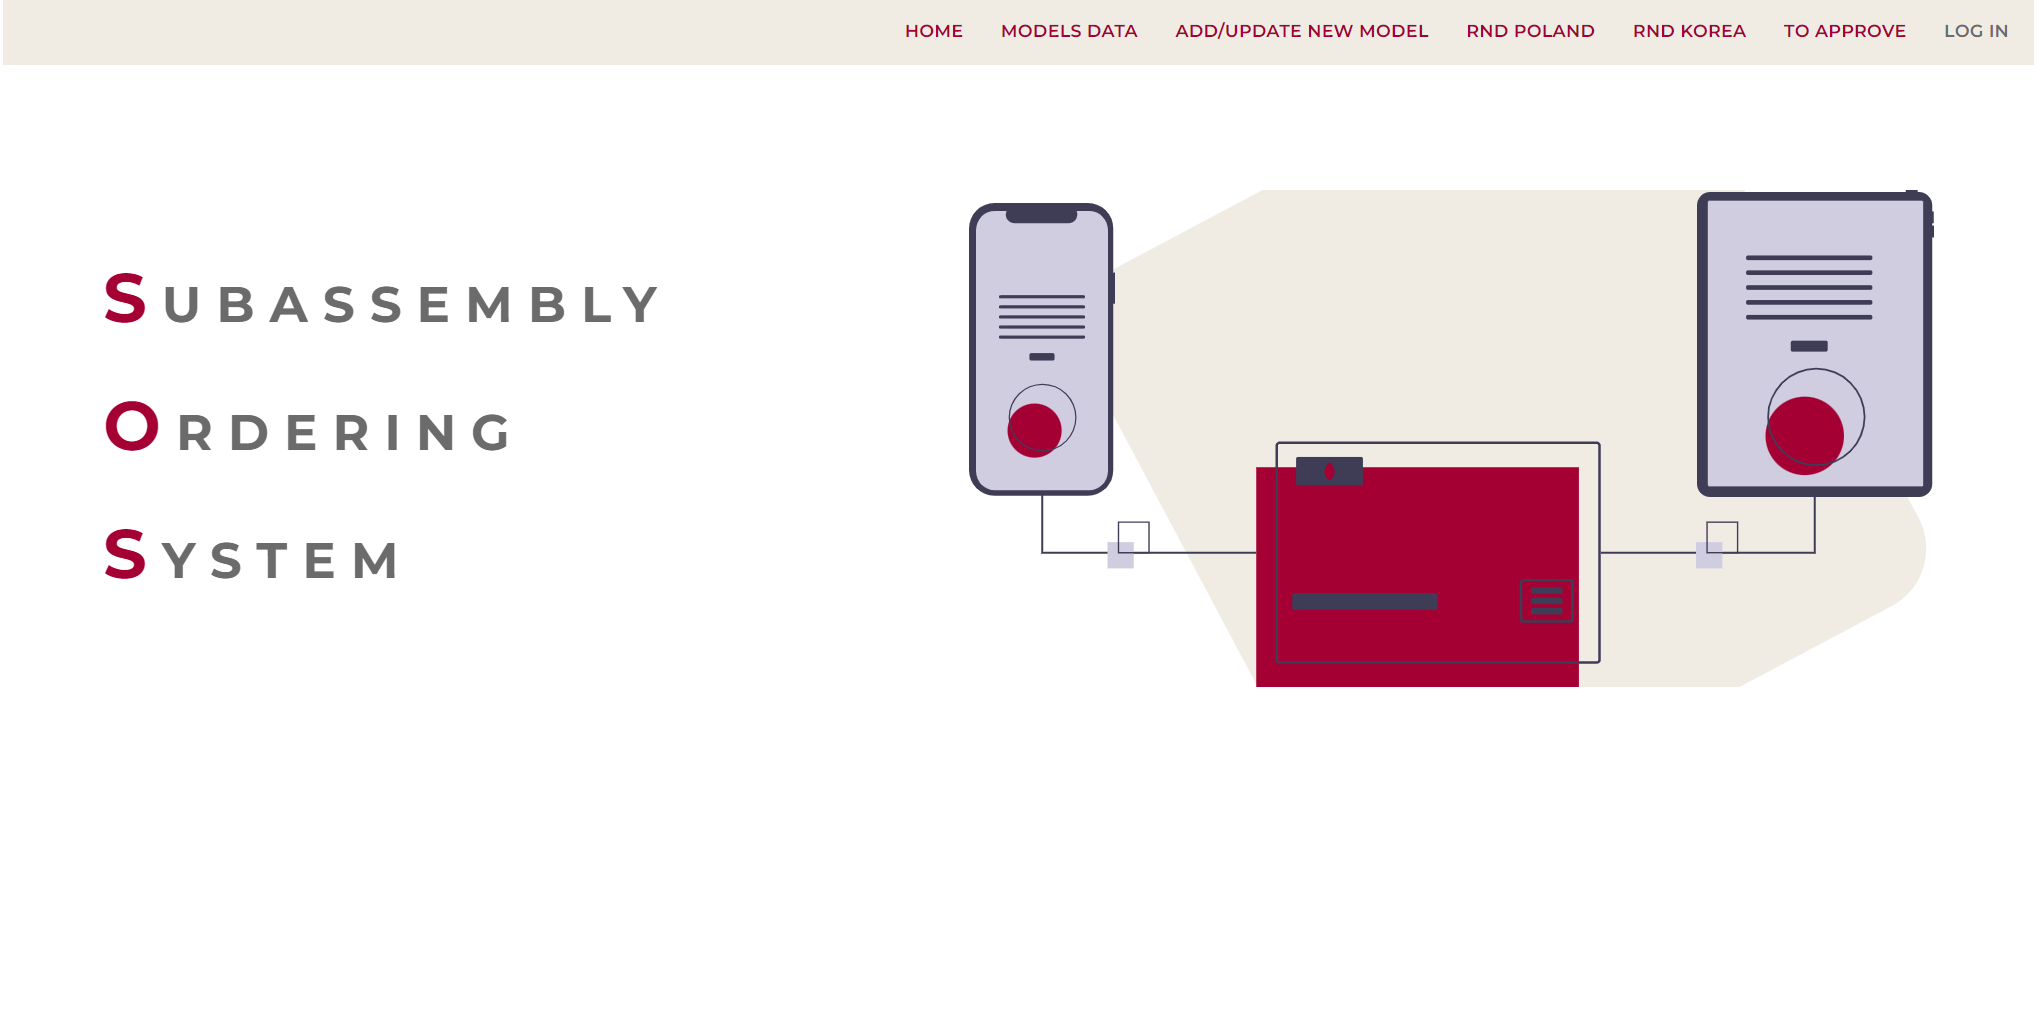 HOME MODELS DATA ADD/UPDATE NEW MODEL RND POLAND RND KOREA TO APPROVE LOG IN
SUBASSEMBLY
ORDERING
SYSTEM